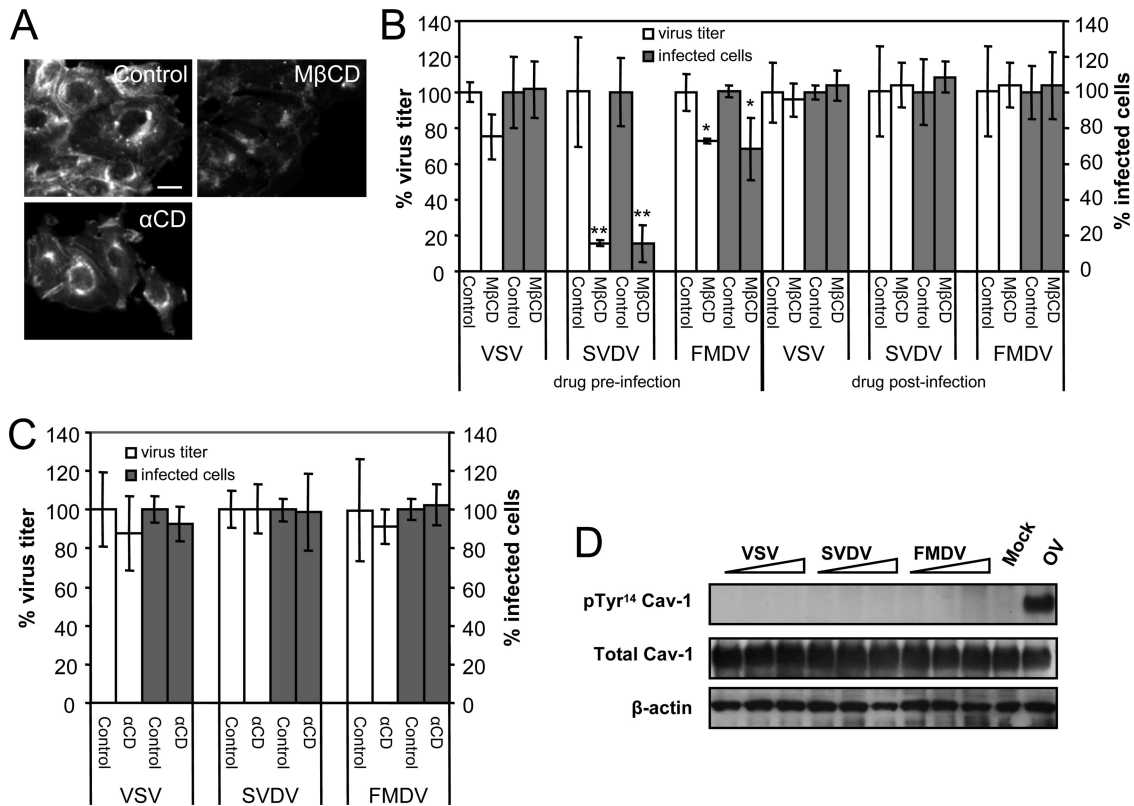 A
Control
MβCD
αCD
B
140
120
100
80
60
40
20
0
% virus titer
virus titer
infected cells
** ** * *
140
120
100
80
60
40
20
0
% infected cells
Control MβCD Control MβCD Control MβCD Control MβCD Control MβCD Control MβCD Control MβCD Control MβCD Control MβCD Control MβCD Control MβCD Control MβCD
VSV SVDV FMDV VSV SVDV FMDV
drug pre-infection drug post-infection
C
140
120
100
80
60
40
20
0
% virus titer
virus titer
infected cells
140
120
100
80
60
40
20
0
% infected cells
Control αCD Control αCD Control αCD Control αCD Control αCD Control αCD
VSV SVDV FMDV
D
VSV SVDV FMDV Mock OV
pTyr¹⁴ Cav-1
Total Cav-1
β-actin